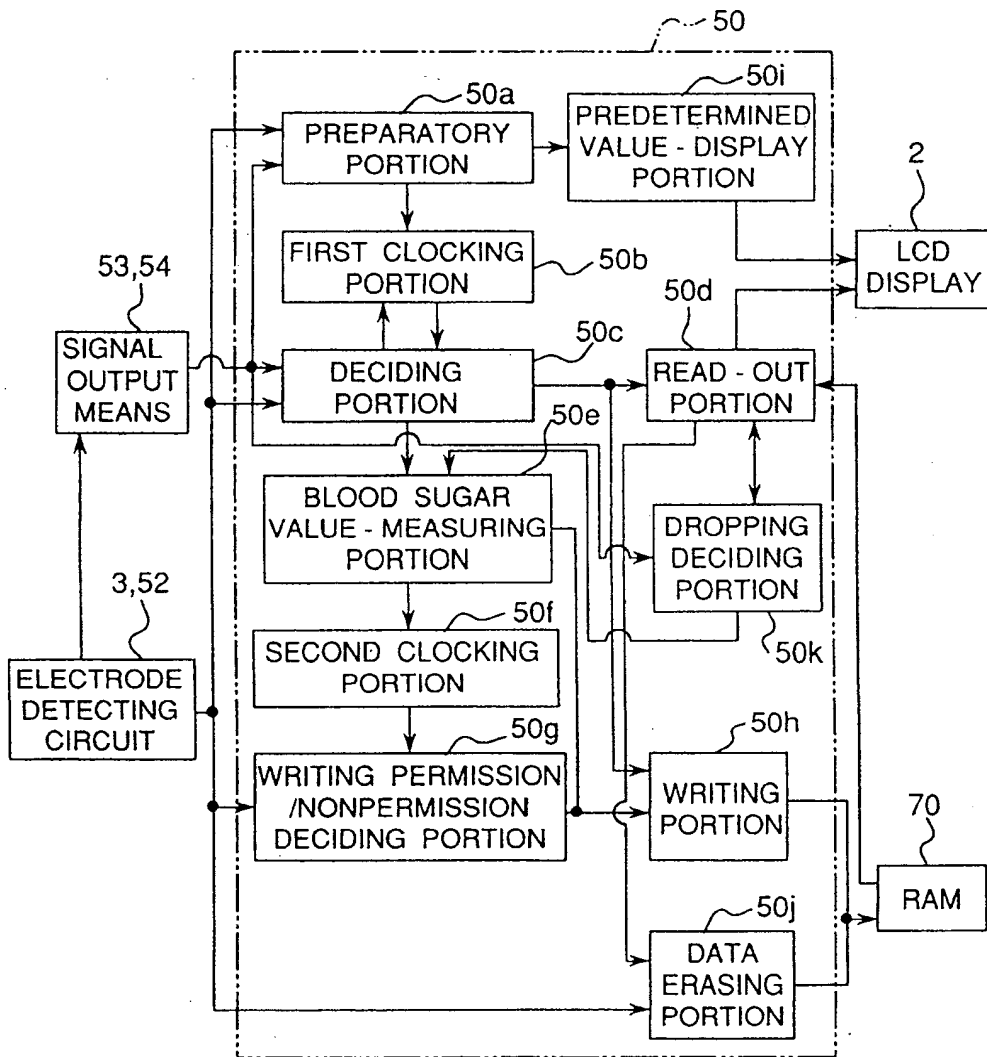 50
50a
PREPARATORY
PORTION
50i
PREDETERMINED
VALUE - DISPLAY
PORTION
2
LCD
DISPLAY
FIRST CLOCKING
PORTION
50b
53,54
SIGNAL
OUTPUT
MEANS
50c
DECIDING
PORTION
50d
READ - OUT
PORTION
50e
BLOOD SUGAR
VALUE - MEASURING
PORTION
DROPPING
DECIDING
PORTION
50k
3,52
ELECTRODE
DETECTING
CIRCUIT
50f
SECOND CLOCKING
PORTION
50g
WRITING PERMISSION
/NONPERMISSION
DECIDING PORTION
50h
WRITING
PORTION
70
RAM
50j
DATA
ERASING
PORTION